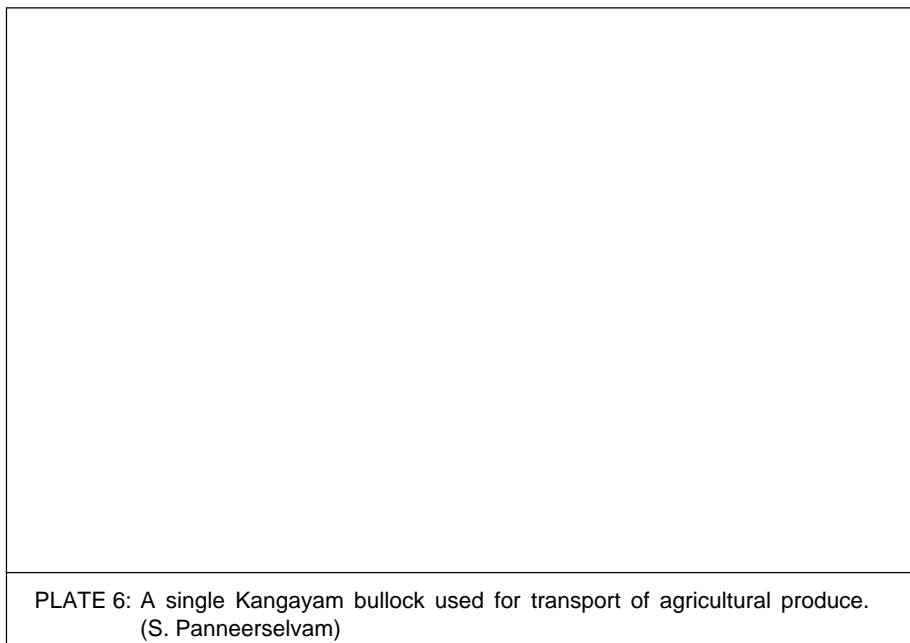 PLATE 6: A single Kangayam bullock used for transport of agricultural produce.
(S. Panneerselvam)